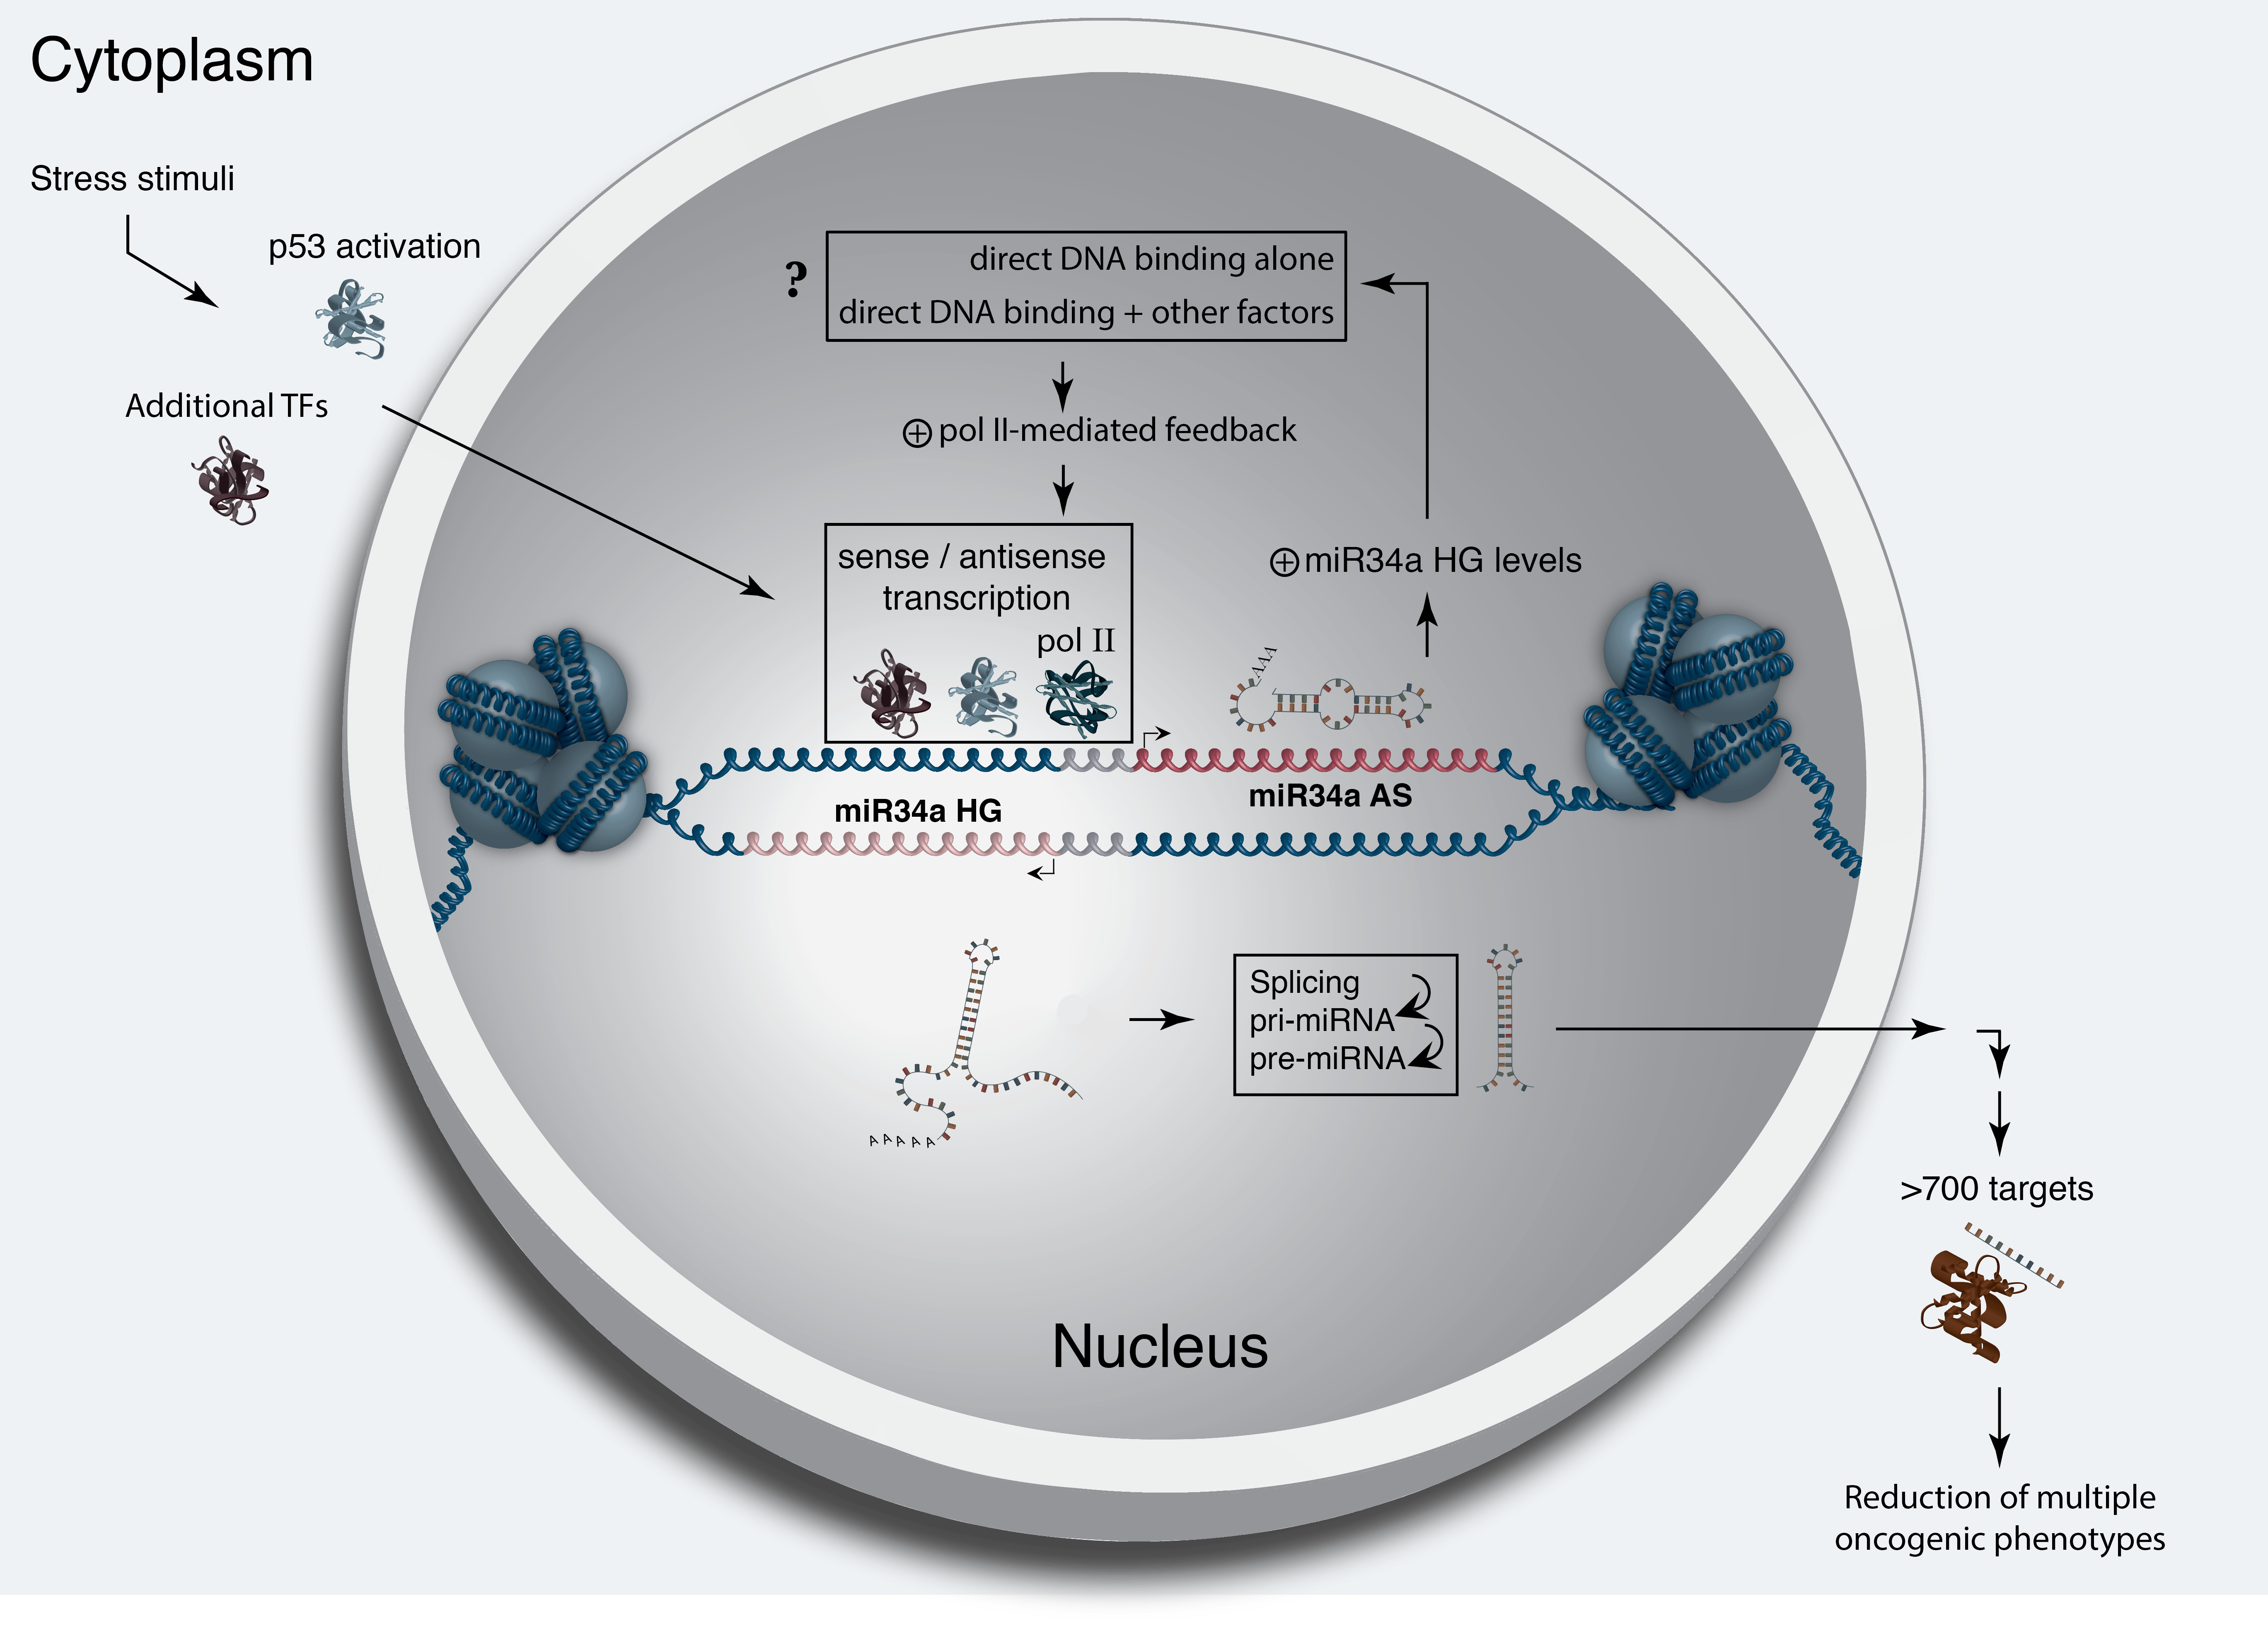 Cytoplasm
Stress stimuli
p53 activation
Additional TFs
?
direct DNA binding alone
direct DNA binding + other factors
⊕ pol II-mediated feedback
sense / antisense
transcription
pol II
⊕ miR34a HG levels
AAA
miR34a HG
miR34a AS
Splicing
pri-miRNA
pre-miRNA
A A A A A
>700 targets
Nucleus
Reduction of multiple
oncogenic phenotypes